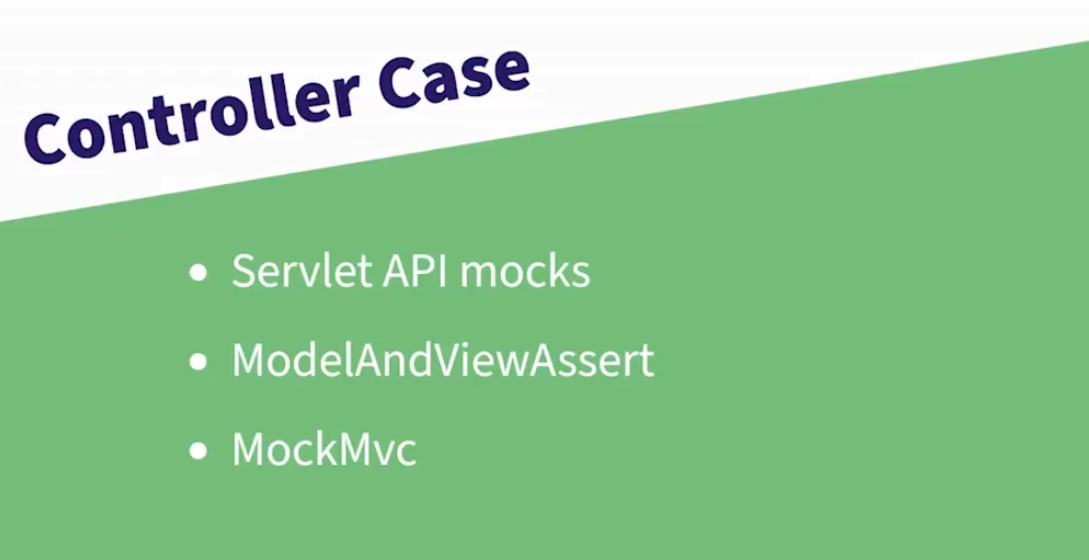 Controller Case
• Servlet API mocks
• ModelAndViewAssert
• MockMvc